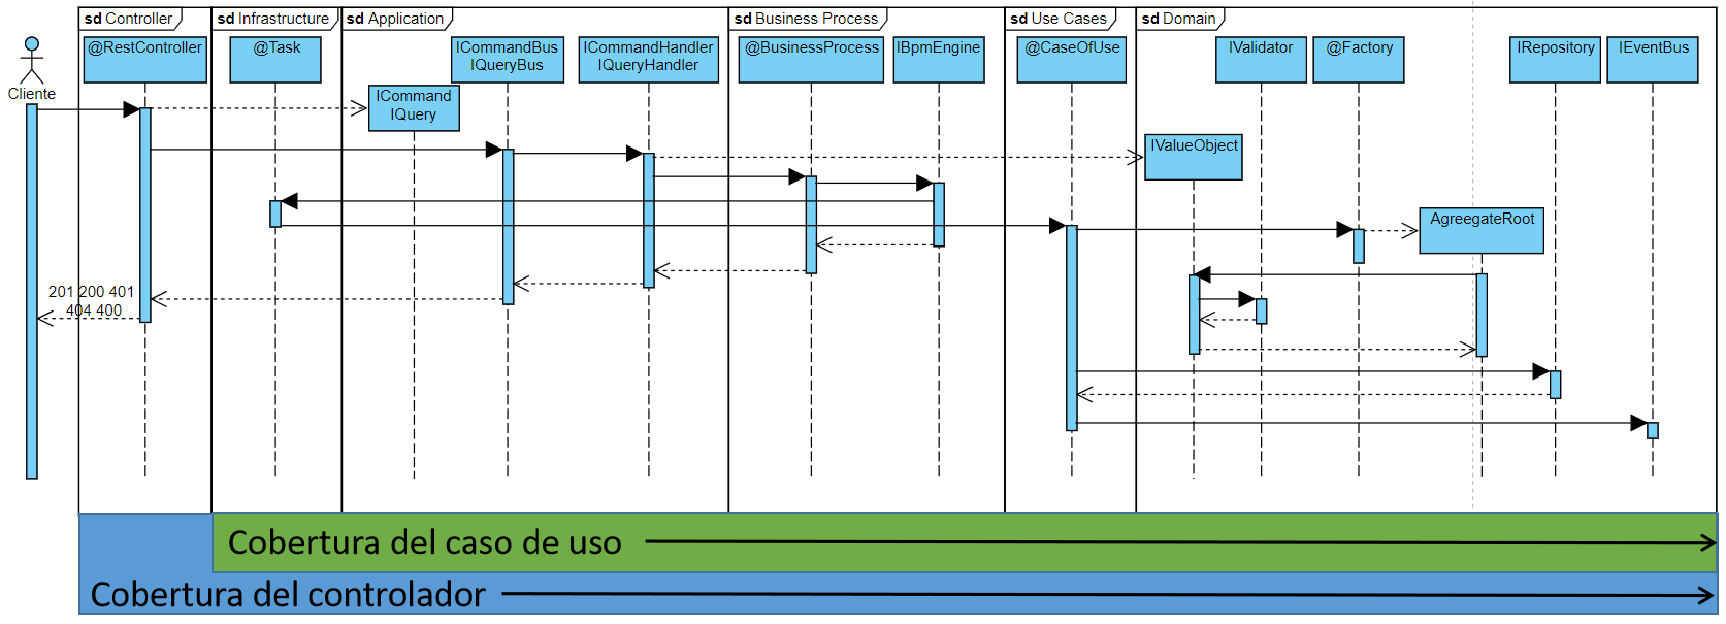 sd Controller
sd Infrastructure
sd Application
sd Business Process
sd Use Cases
sd Domain
Cliente
@RestController
@Task
ICommandBus
IQueryBus
ICommandHandler
IQueryHandler
@BusinessProcess
IBpmEngine
@CaseOfUse
IValidator
@Factory
IRepository
IEventBus
ICommand
IQuery
IValueObject
AgreegateRoot
201 200 401
404 400
Cobertura del caso de uso
Cobertura del controlador